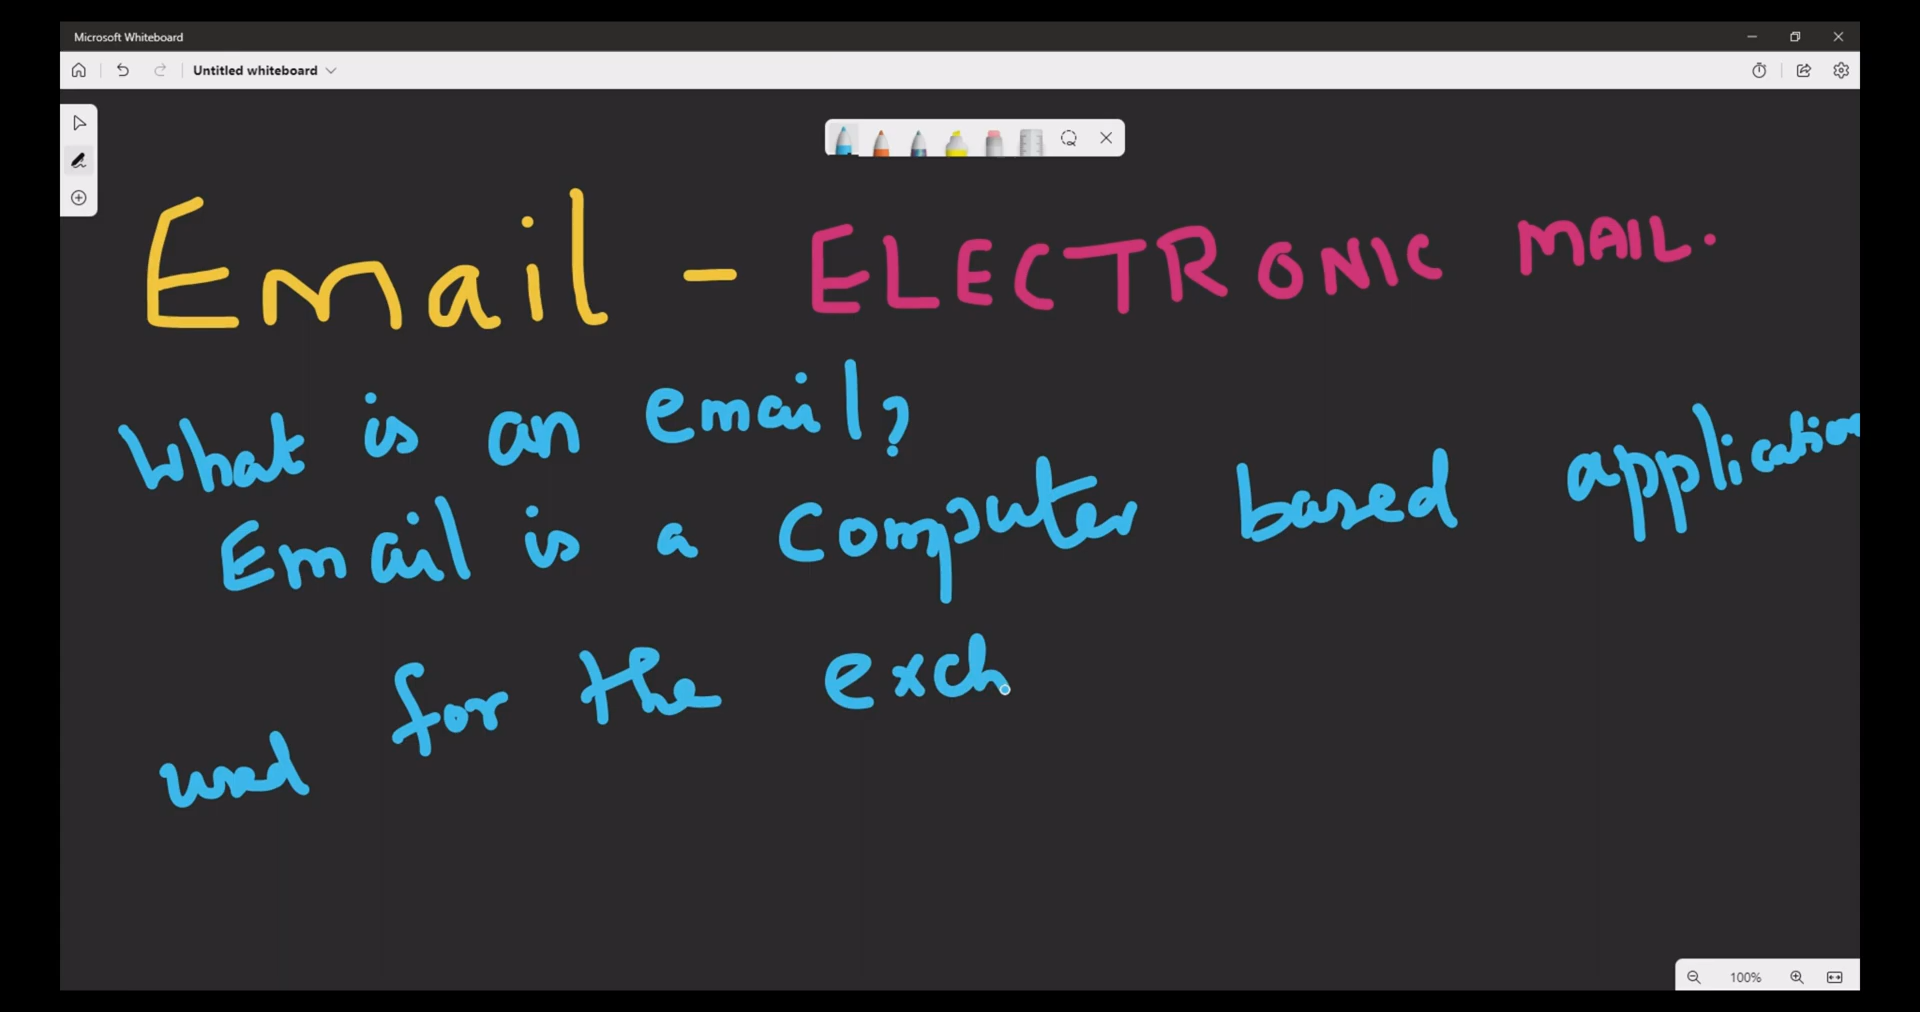 Microsoft Whiteboard
Untitled whiteboard
Email - ELECTRONIC MAIL.
What is an email?
Email is a computer based application
used for the exch
100%